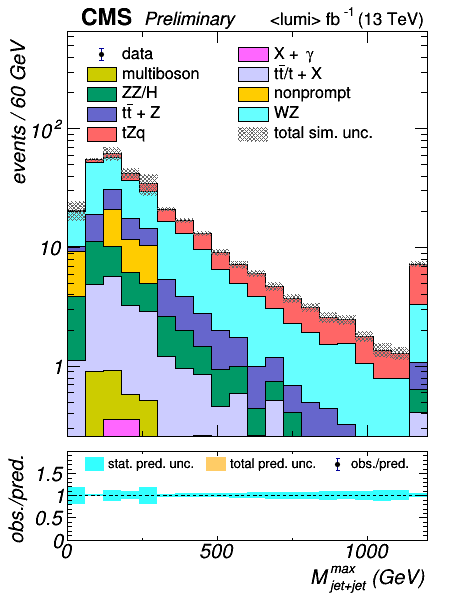 CMS Preliminary <lumi> fb⁻¹ (13 TeV)
events / 60 GeV
data
X + γ
multiboson
tt̄/t + X
ZZ/H
nonprompt
tt̄ + Z
WZ
tZq
total sim. unc.
10²
10
1
obs./pred.
stat. pred. unc.
total pred. unc.
obs./pred.
1.5
1
0.5
0
0 500 1000
M^max_jet+jet (GeV)